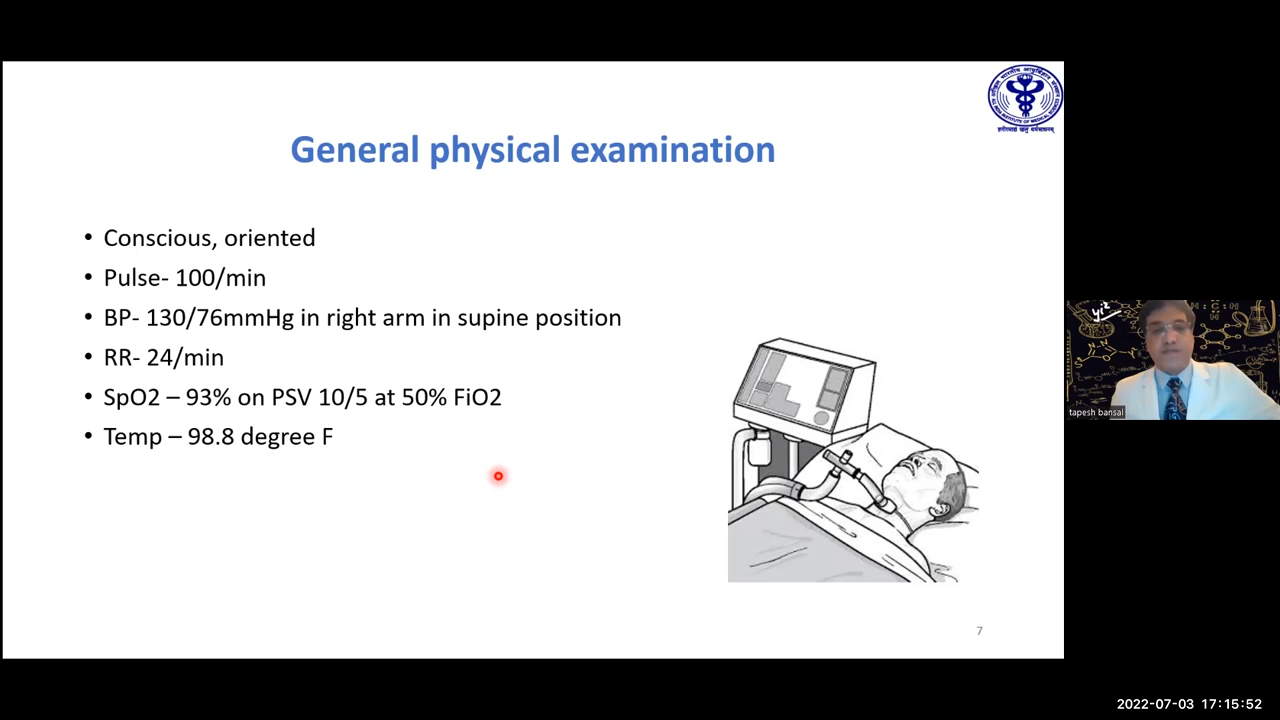 General physical examination
• Conscious, oriented
• Pulse- 100/min
• BP- 130/76mmHg in right arm in supine position
• RR- 24/min
• SpO2 – 93% on PSV 10/5 at 50% FiO2
• Temp – 98.8 degree F
7
tapesh bansal
2022-07-03 17:15:52